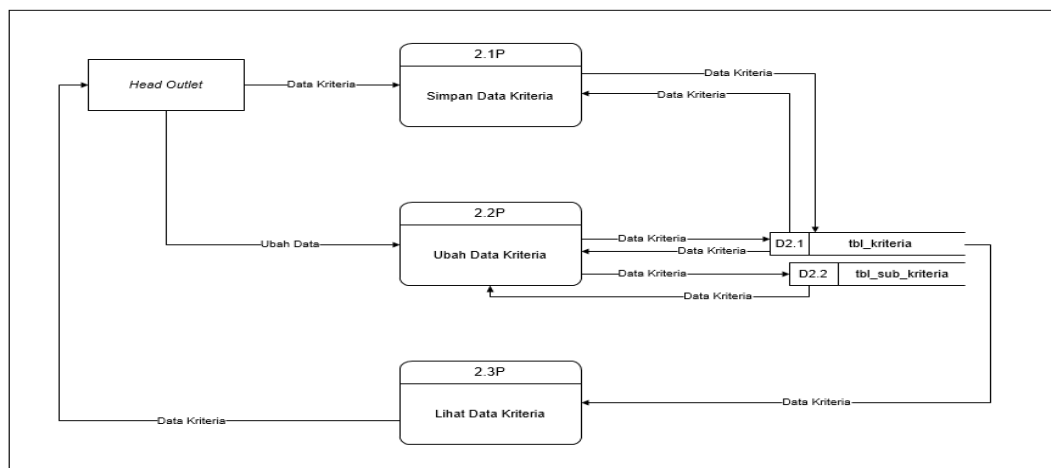 2.1P
Head Outlet
Data Kriteria
Simpan Data Kriteria
Data Kriteria
Data Kriteria
2.2P
Ubah Data
Ubah Data Kriteria
Data Kriteria
Data Kriteria
D2.1
tbl_kriteria
Data Kriteria
D2.2
tbl_sub_kriteria
Data Kriteria
2.3P
Lihat Data Kriteria
Data Kriteria
Data Kriteria